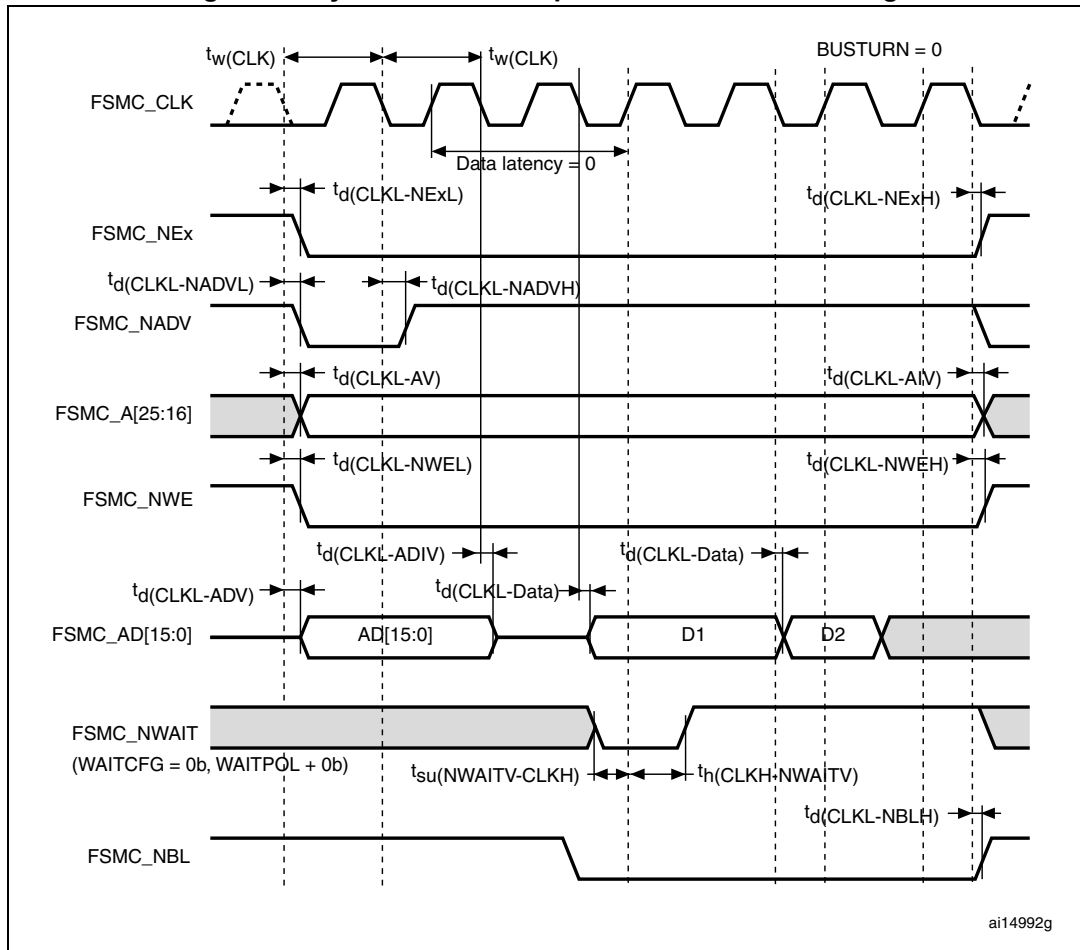 tw(CLK)
tw(CLK)
BUSTURN = 0
FSMC_CLK
Data latency = 0
td(CLKL-NExL)
td(CLKL-NExH)
FSMC_NEx
td(CLKL-NADVL)
td(CLKL-NADVH)
FSMC_NADV
td(CLKL-AV)
td(CLKL-AIV)
FSMC_A[25:16]
td(CLKL-NWEL)
td(CLKL-NWEH)
FSMC_NWE
td(CLKL-ADIV)
td(CLKL-Data)
td(CLKL-ADV)
td(CLKL-Data)
FSMC_AD[15:0]
AD[15:0]
D1
D2
FSMC_NWAIT
(WAITCFG = 0b, WAITPOL + 0b)
tsu(NWAITV-CLKH)
th(CLKH-NWAITV)
td(CLKL-NBLH)
FSMC_NBL
ai14992g